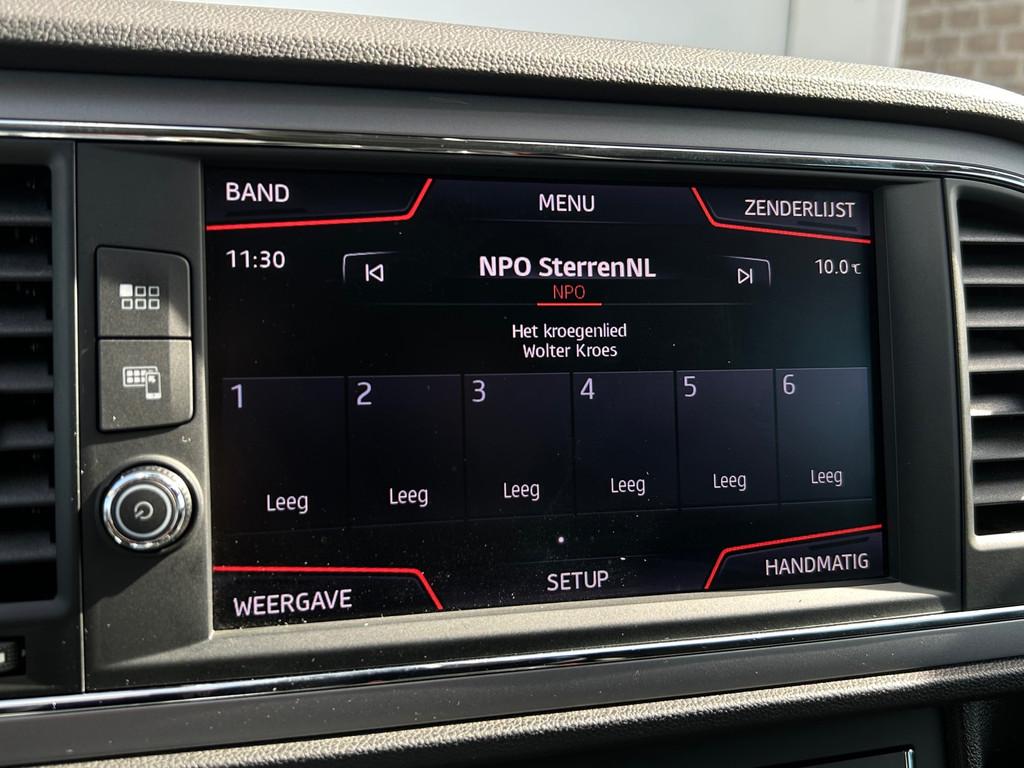 BAND MENU ZENDERLIJST
11:30 NPO SterrenNL 10.0°C
NPO
Het kroegenlied
Wolter Kroes
1 2 3 4 5 6
Leeg Leeg Leeg Leeg Leeg Leeg
WEERGAVE SETUP HANDMATIG